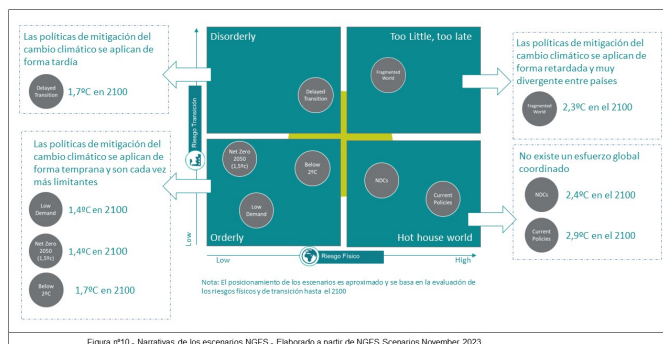 Las políticas de mitigación del
cambio climático se aplican de
forma tardía
Delayed
Transition
1,7ºC en 2100
Las políticas de mitigación del
cambio climático se aplican
de forma temprana y son cada vez
más limitantes
Low
Demand
1,4ºC en 2100
Net Zero
2050
(1,5ºc)
1,4ºC en 2100
Below
2ºC
1,7ºC en 2100
Riesgo Transición
Low
Disorderly
Delayed
Transition
Too Little, too late
Fragmented
World
Net Zero
2050
(1,5ºc)
Below
2ºC
Low
Demand
Orderly
NDCs
Current
Policies
Hot house world
Low
Riesgo Físico
High
Nota: El posicionamiento de los escenarios es aproximado y se basa en la evaluación de
los riesgos físicos y de transición hasta el 2100
Las políticas de mitigación del
cambio climático se aplican de
forma retardada y muy
divergente entre países
Fragmented
World
2,3ºC en el 2100
No existe un esfuerzo global
coordinado
NDCs
2,4ºC en el 2100
Current
Policies
2,9ºC en el 2100
Figura nº10.- Narrativas de los escenarios NGFS.- Elaborado a partir de NGFS Scenarios November 2023